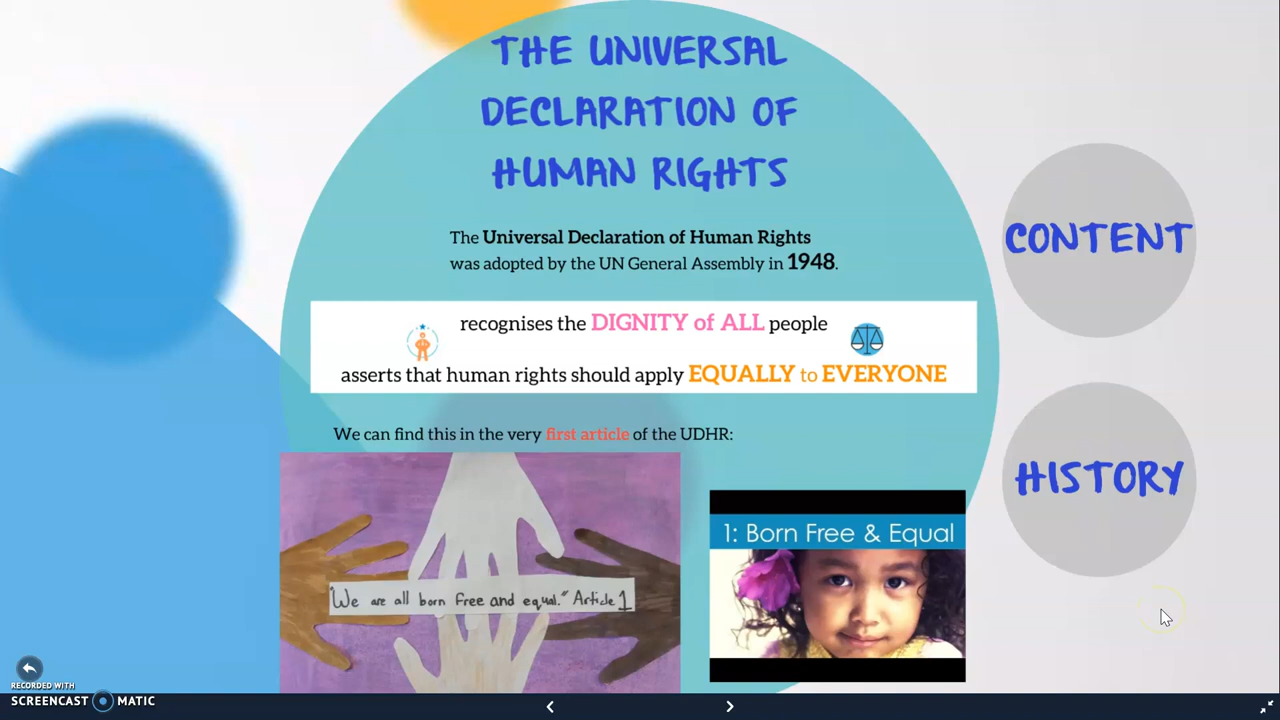 THE UNIVERSAL
DECLARATION OF
HUMAN RIGHTS
The Universal Declaration of Human Rights
was adopted by the UN General Assembly in 1948.
recognises the DIGNITY of ALL people
asserts that human rights should apply EQUALLY to EVERYONE
We can find this in the very first article of the UDHR:
"We are all born free and equal." Article 1
1: Born Free & Equal
CONTENT
HISTORY
RECORDED WITH
SCREENCAST MATIC